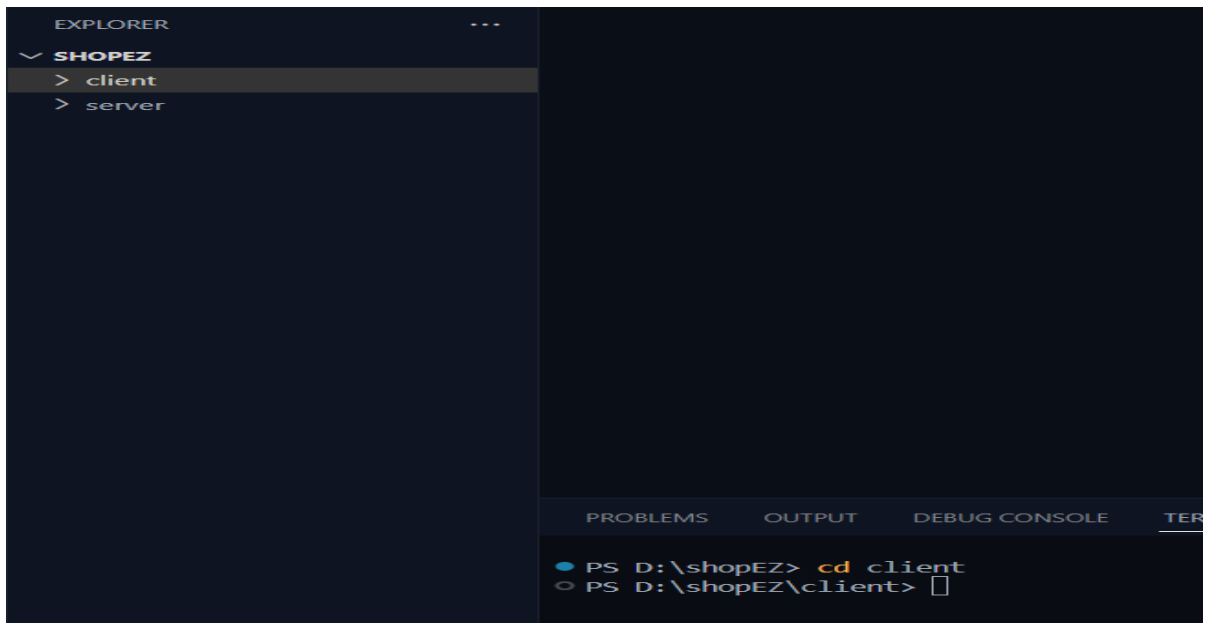 EXPLORER ...
SHOPEZ
> client
> server
PROBLEMS OUTPUT DEBUG CONSOLE TER
PS D:\shopEZ> cd client
PS D:\shopEZ\client>